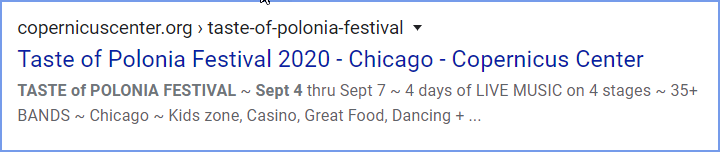 copernicuscenter.org › taste-of-polonia-festival
Taste of Polonia Festival 2020 - Chicago - Copernicus Center
TASTE of POLONIA FESTIVAL ~ Sept 4 thru Sept 7 ~ 4 days of LIVE MUSIC on 4 stages ~ 35+
BANDS ~ Chicago ~ Kids zone, Casino, Great Food, Dancing + ...